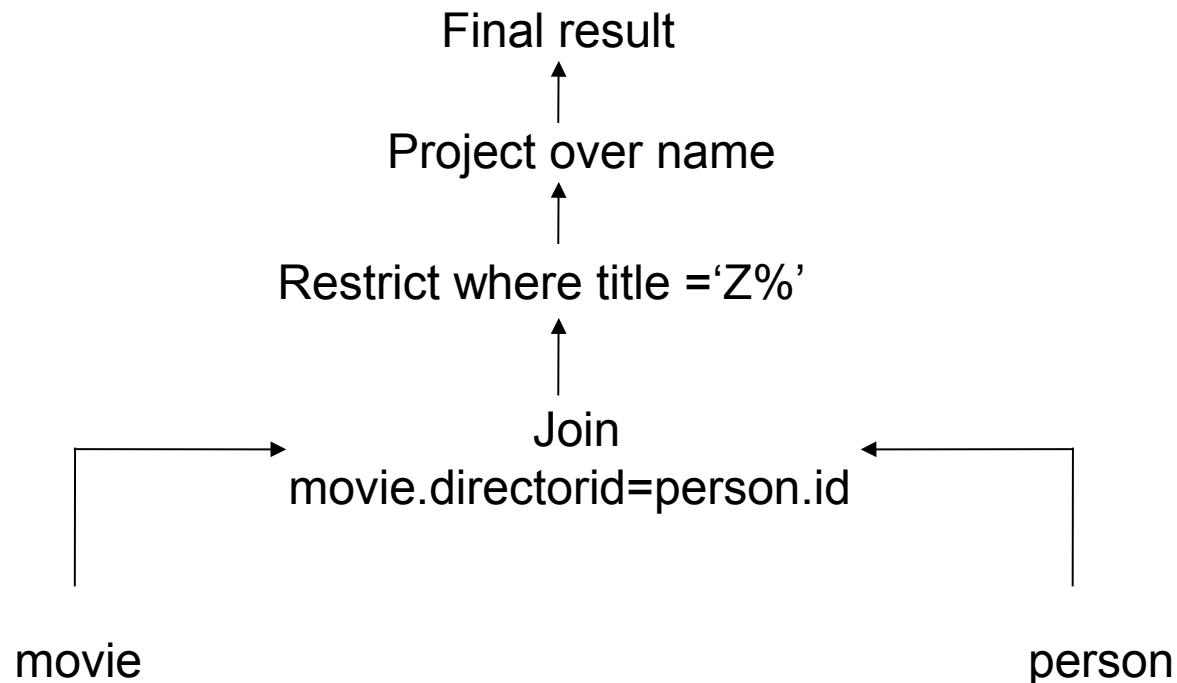 Final result
Project over name
Restrict where title =‘Z%’
Join
movie.directorid=person.id
movie
person